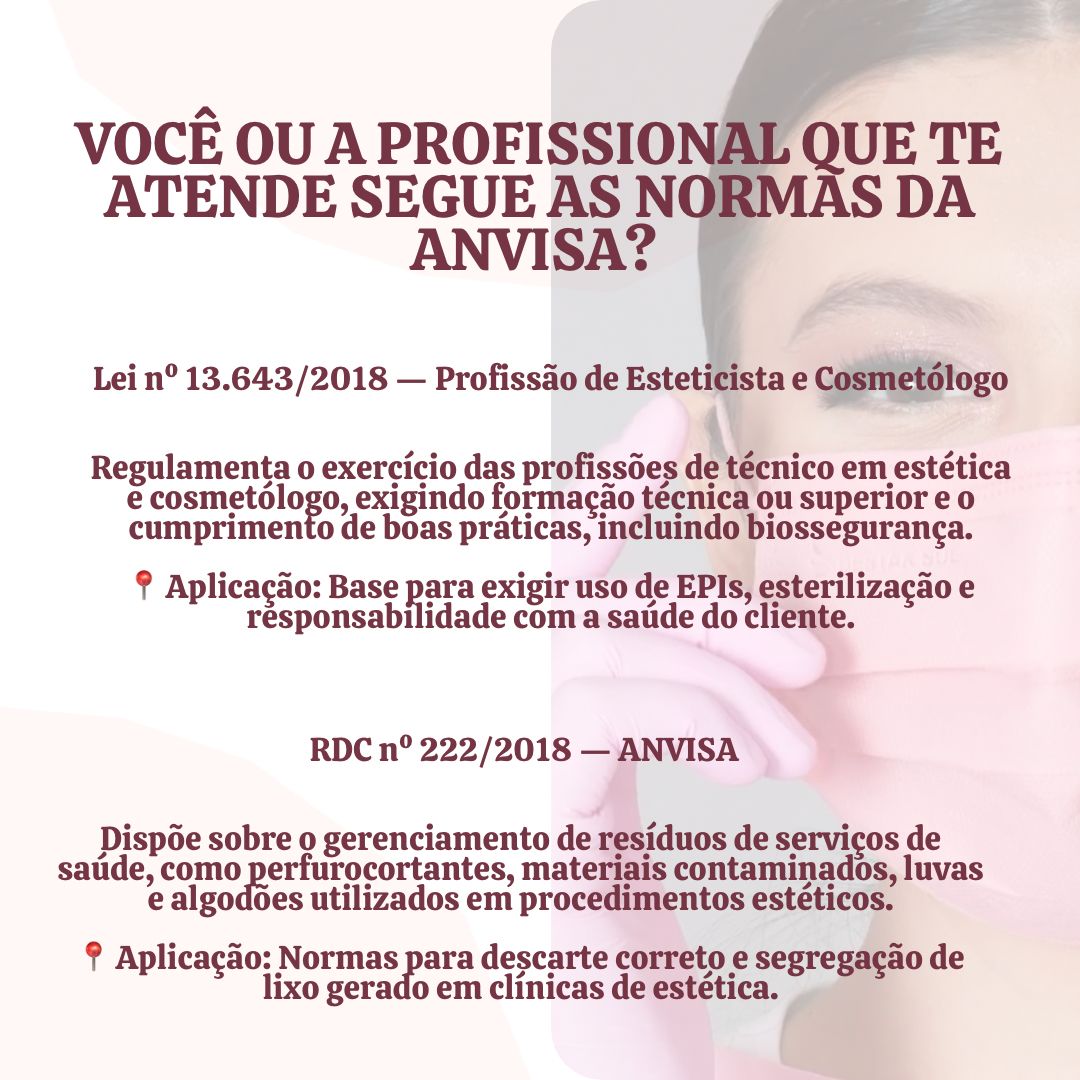 VOCÊ OU A PROFISSIONAL QUE TE
ATENDE SEGUE AS NORMAS DA
ANVISA?
Lei nº 13.643/2018 — Profissão de Esteticista e Cosmetólogo
Regulamenta o exercício das profissões de técnico em estética
e cosmetólogo, exigindo formação técnica ou superior e o
cumprimento de boas práticas, incluindo biossegurança.
📍 Aplicação: Base para exigir uso de EPIs, esterilização e
responsabilidade com a saúde do cliente.
RDC nº 222/2018 — ANVISA
Dispõe sobre o gerenciamento de resíduos de serviços de
saúde, como perfurocortantes, materiais contaminados, luvas
e algodões utilizados em procedimentos estéticos.
📍 Aplicação: Normas para descarte correto e segregação de
lixo gerado em clínicas de estética.